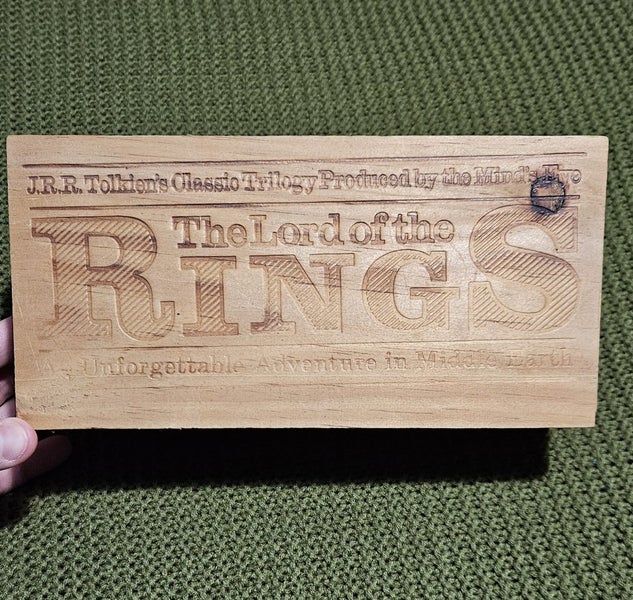 J.R.R. Tolkien's Classic Trilogy Produced by the Mind's Eye
The Lord of the
RINGS
An Unforgettable Adventure in Middle Earth